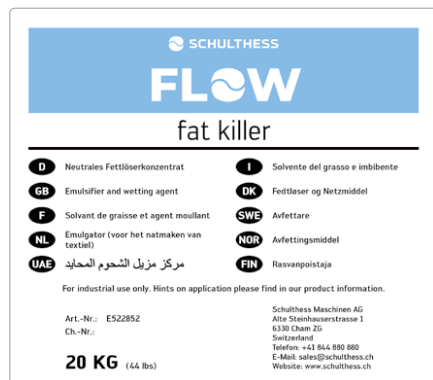 SCHULTHESS
FLOW
fat killer
D Neutrales Fettlöserkonzentrat
GB Emulsifier and wetting agent
F Solvant de graisse et agent moullant
NL Emulgator (voor het natmaken van
textiel)
UAE مركز مزيل الشحوم المحايد
I Solvente del grasso e imbibente
DK Fedtløser og Netzmiddel
SWE Avfettare
NOR Avfettingsmiddel
FIN Rasvanpoistaja
For industrial use only. Hints on application please find in our product information.
Art.-Nr.: E522852
Ch.-Nr.:
20 KG (44 lbs)
Schulthess Maschinen AG
Alte Steinhauserstrasse 1
6330 Cham ZG
Switzerland
Telefon: +41 844 880 880
E-Mail: sales@schulthess.ch
Website: www.schulthess.ch